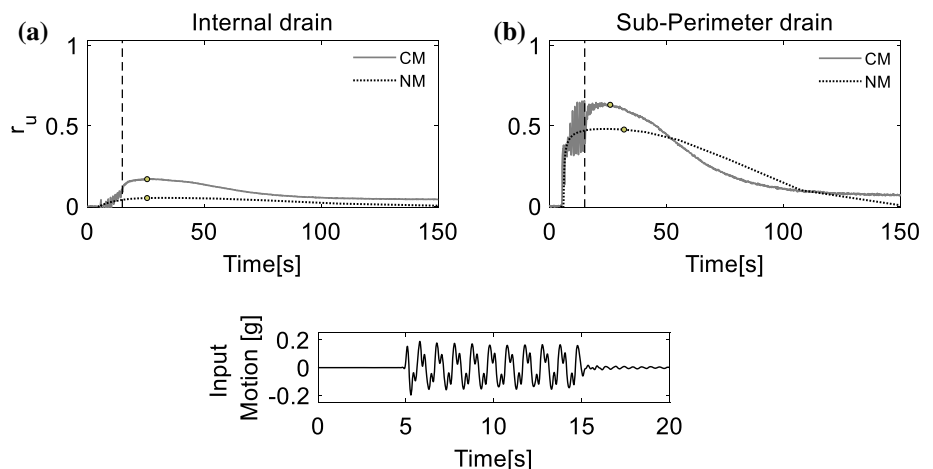 (a) Internal drain
(b) Sub-Perimeter drain
1
0.5
0
r_u
CM
NM
0 50 100 150
Time[s]
1
0.5
0
CM
NM
0 50 100 150
Time[s]
Input
Motion [g]
0.2
0
-0.2
0 5 10 15 20
Time[s]